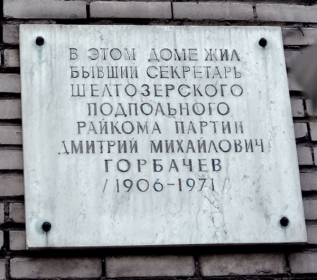 В ЭТОМ ДОМЕ ЖИЛ
БЫВШИЙ СЕКРЕТАРЬ
ШЕЛТОЗЕРСКОГО
ПОДПОЛЬНОГО
РАЙКОМА ПАРТИИ
ДМИТРИЙ МИХАЙЛОВИЧ
ГОРБАЧЕВ
/1906-1971/